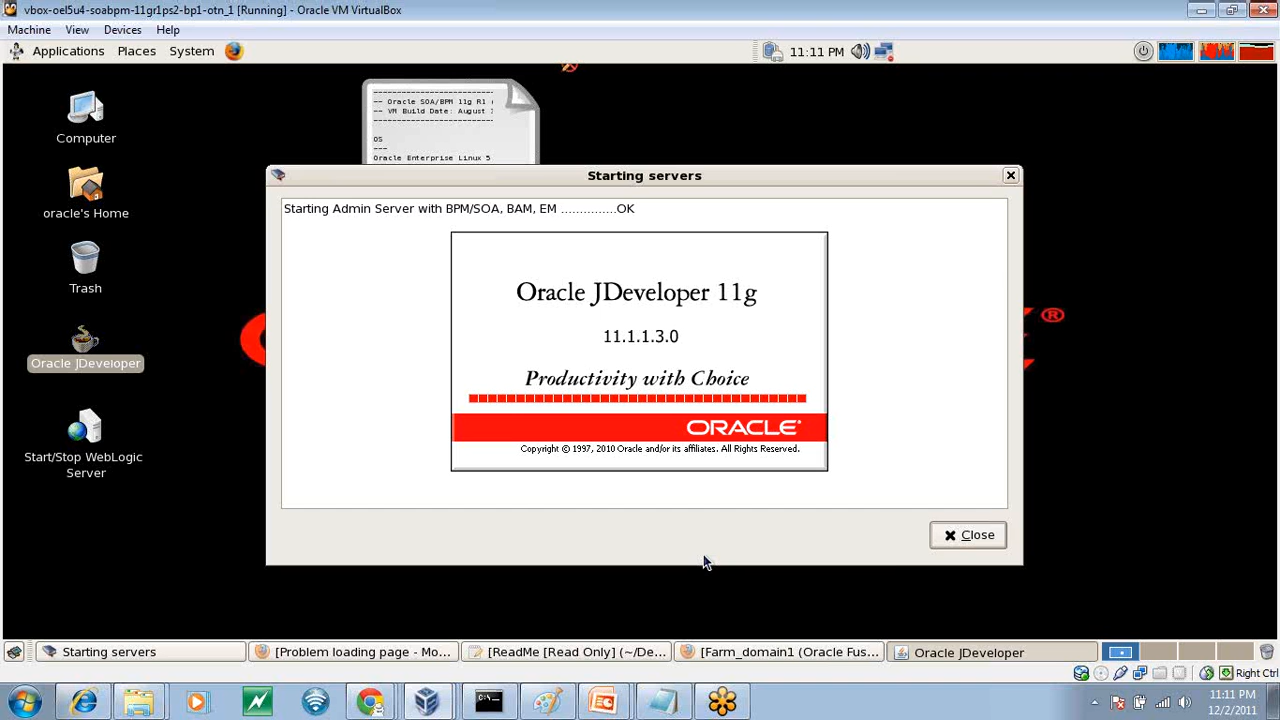 vbox-oel5u4-soabpm-11gr1ps2-bp1-otn_1 [Running] - Oracle VM VirtualBox
Machine View Devices Help
Applications Places System 11:11 PM
-- Oracle SOA/BPM 11g R1
-- VM Build Date: August
OS
---
Oracle Enterprise Linux 5
Computer
oracle's Home
Trash
Oracle JDeveloper
Start/Stop WebLogic
Server
Starting servers
Starting Admin Server with BPM/SOA, BAM, EM ...............OK
Oracle JDeveloper 11g
11.1.1.3.0
Productivity with Choice
ORACLE®
Copyright © 1997, 2010 Oracle and/or its affiliates. All Rights Reserved.
Close
®
Starting servers [Problem loading page - Mo... [ReadMe [Read Only] (~/De... [Farm_domain1 (Oracle Fus... Oracle JDeveloper
Right Ctrl
11:11 PM
12/2/2011